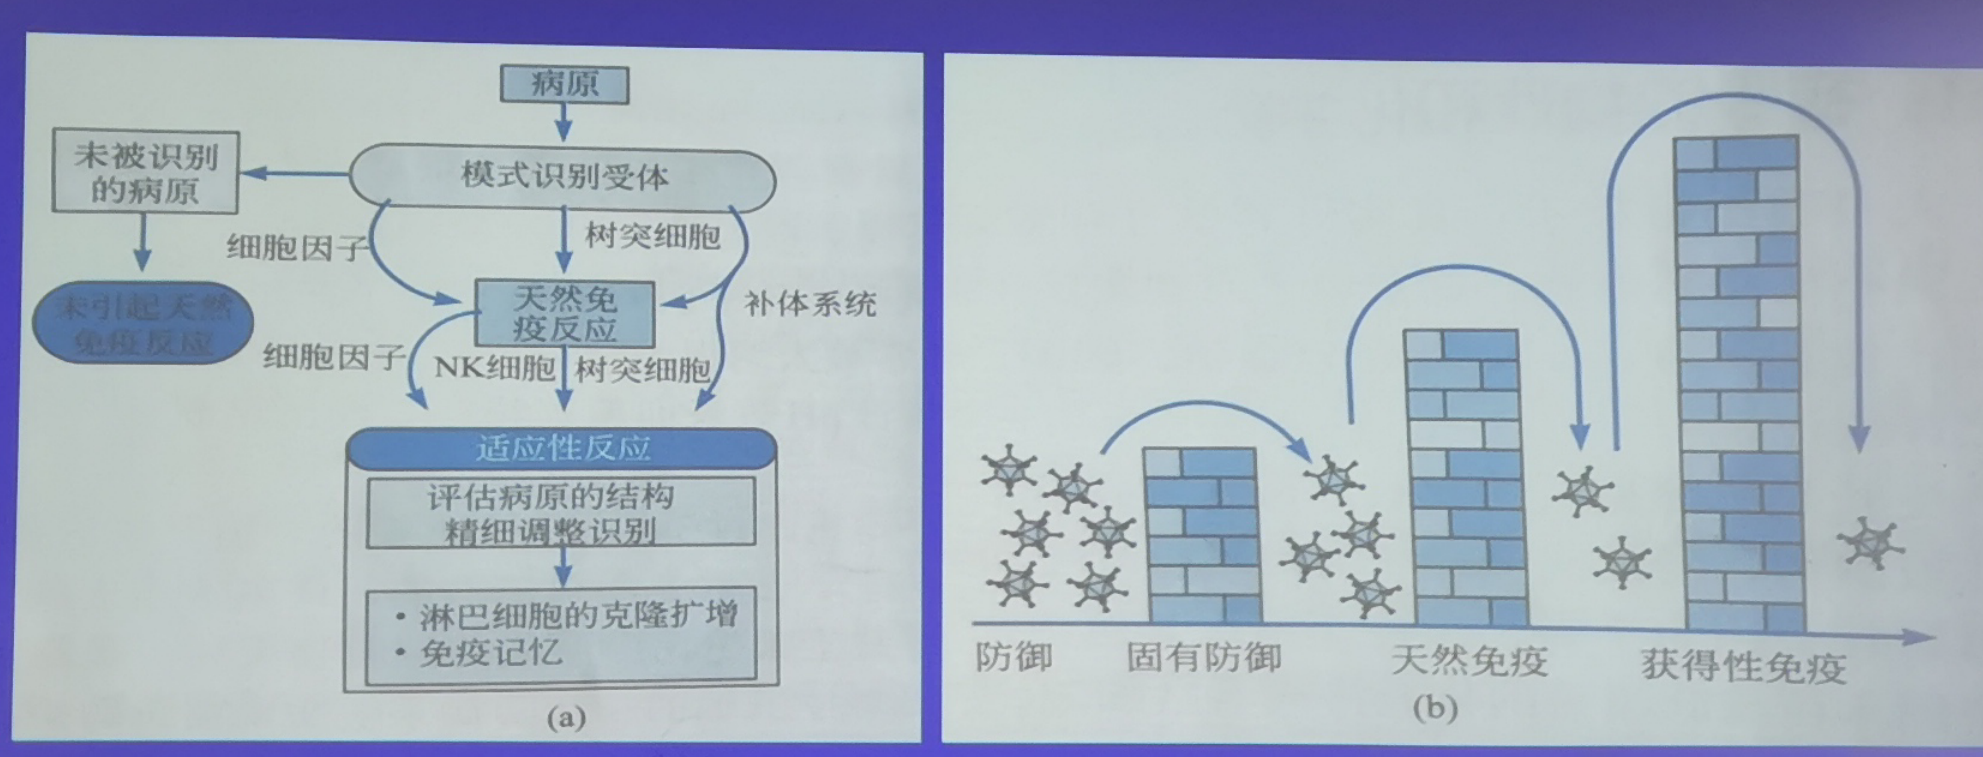 病原
未被识别
的病原
模式识别受体
细胞因子
树突细胞
未引起天然
免疫反应
天然免
疫反应
补体系统
细胞因子
NK细胞
树突细胞
适应性反应
评估病原的结构
精细调整识别
·淋巴细胞的克隆扩增
·免疫记忆
(a)
防御
固有防御
天然免疫
获得性免疫
(b)